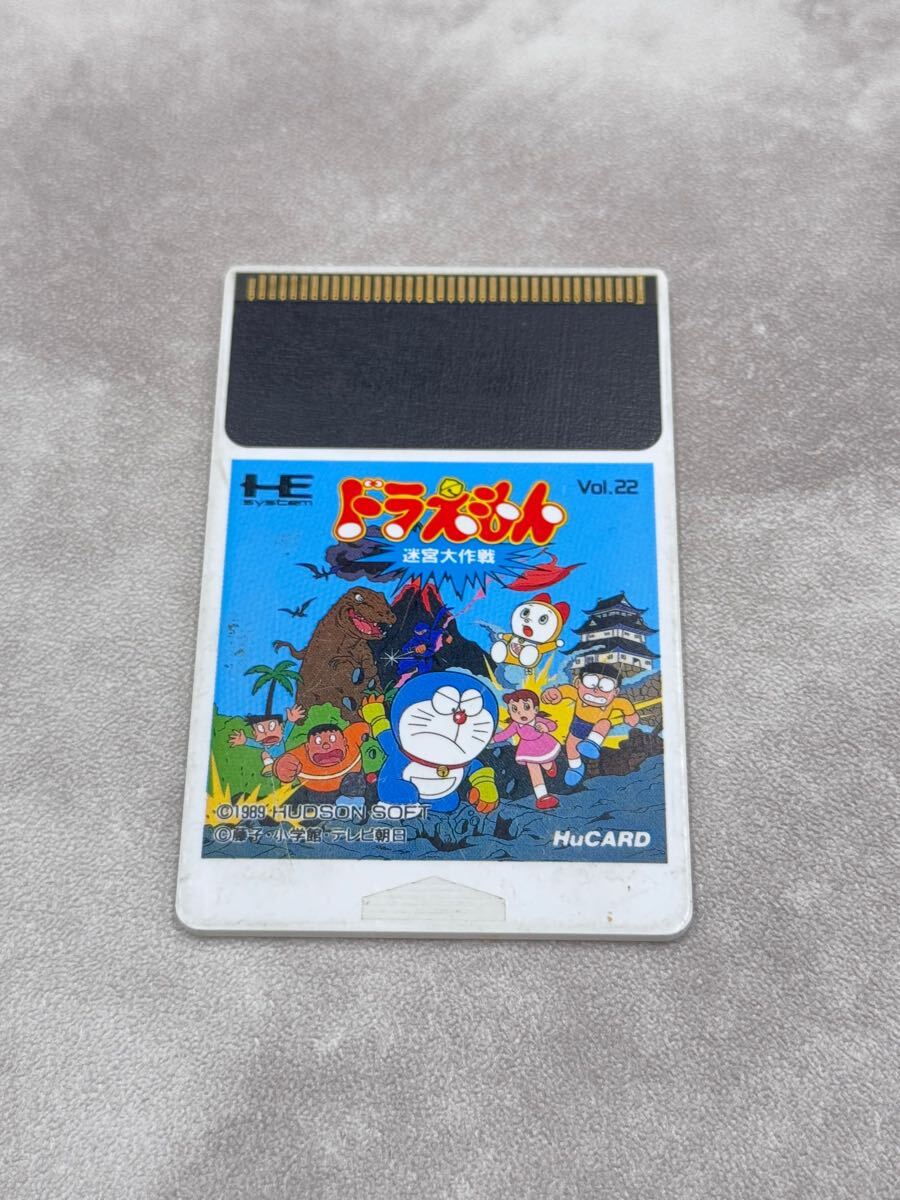 HE system
Vol.22
ドラえもん
迷宮大作戦
©1989 HUDSON SOFT
©藤子・小学館・テレビ朝日
HuCARD